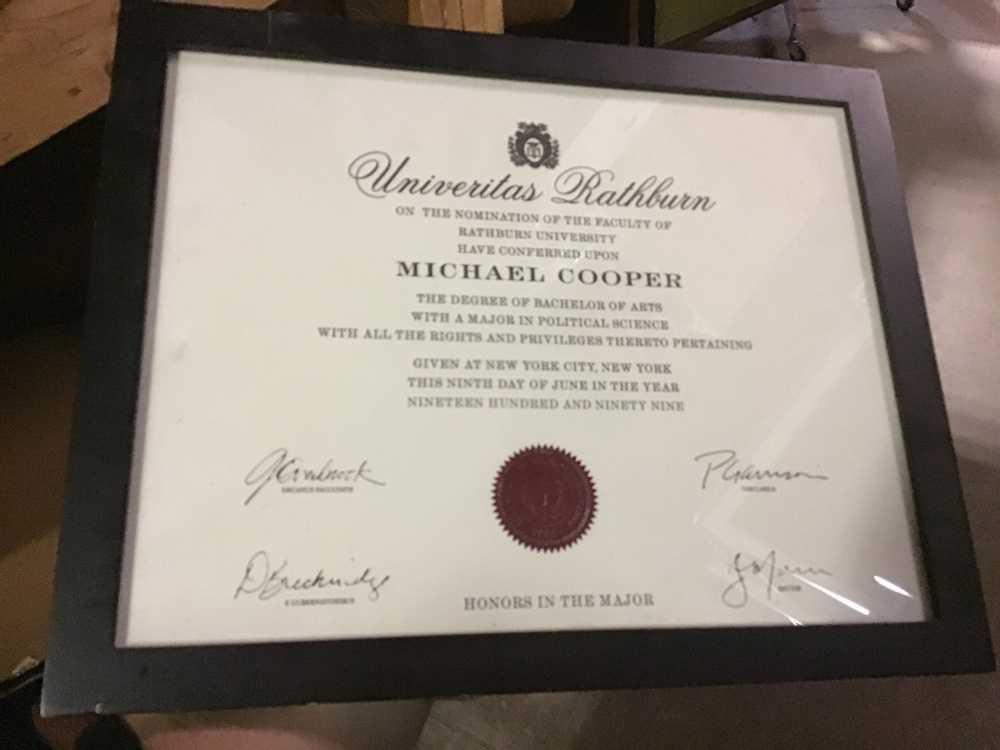 Univeritas Rathburn
ON THE NOMINATION OF THE FACULTY OF
RATHBURN UNIVERSITY
HAVE CONFERRED UPON
MICHAEL COOPER
THE DEGREE OF BACHELOR OF ARTS
WITH A MAJOR IN POLITICAL SCIENCE
WITH ALL THE RIGHTS AND PRIVILEGES THERETO PERTAINING
GIVEN AT NEW YORK CITY, NEW YORK
THIS NINTH DAY OF JUNE IN THE YEAR
NINETEEN HUNDRED AND NINETY NINE
PGarrison
DBreckinridge
HONORS IN THE MAJOR